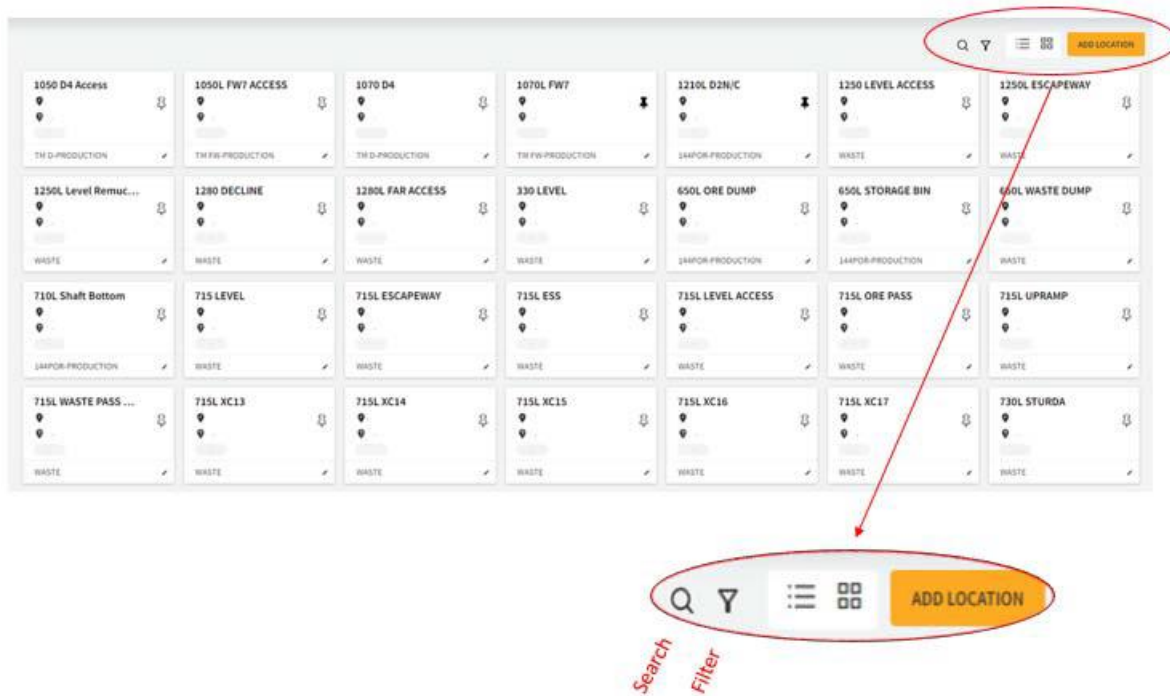 ADD LOCATION
1050 D4 Access
1050L FW7 ACCESS
1070 D4
1070L FW7
1210L D2N/C
1250 LEVEL ACCESS
1250L ESCAPEWAY
TM D-PRODUCTION
TM FW-PRODUCTION
TM D-PRODUCTION
TM FW-PRODUCTION
144POR-PRODUCTION
WASTE
WASTE
1250L Level Remuc...
1280 DECLINE
1280L FAR ACCESS
330 LEVEL
650L ORE DUMP
650L STORAGE BIN
650L WASTE DUMP
WASTE
WASTE
WASTE
WASTE
144POR-PRODUCTION
144POR-PRODUCTION
WASTE
710L Shaft Bottom
715 LEVEL
715L ESCAPEWAY
715L ESS
715L LEVEL ACCESS
715L ORE PASS
715L UPRAMP
144POR-PRODUCTION
WASTE
WASTE
WASTE
WASTE
WASTE
WASTE
715L WASTE PASS ...
715L XC13
715L XC14
715L XC15
715L XC16
715L XC17
730L STURDA
WASTE
WASTE
WASTE
WASTE
WASTE
WASTE
WASTE
ADD LOCATION
Search
Filter